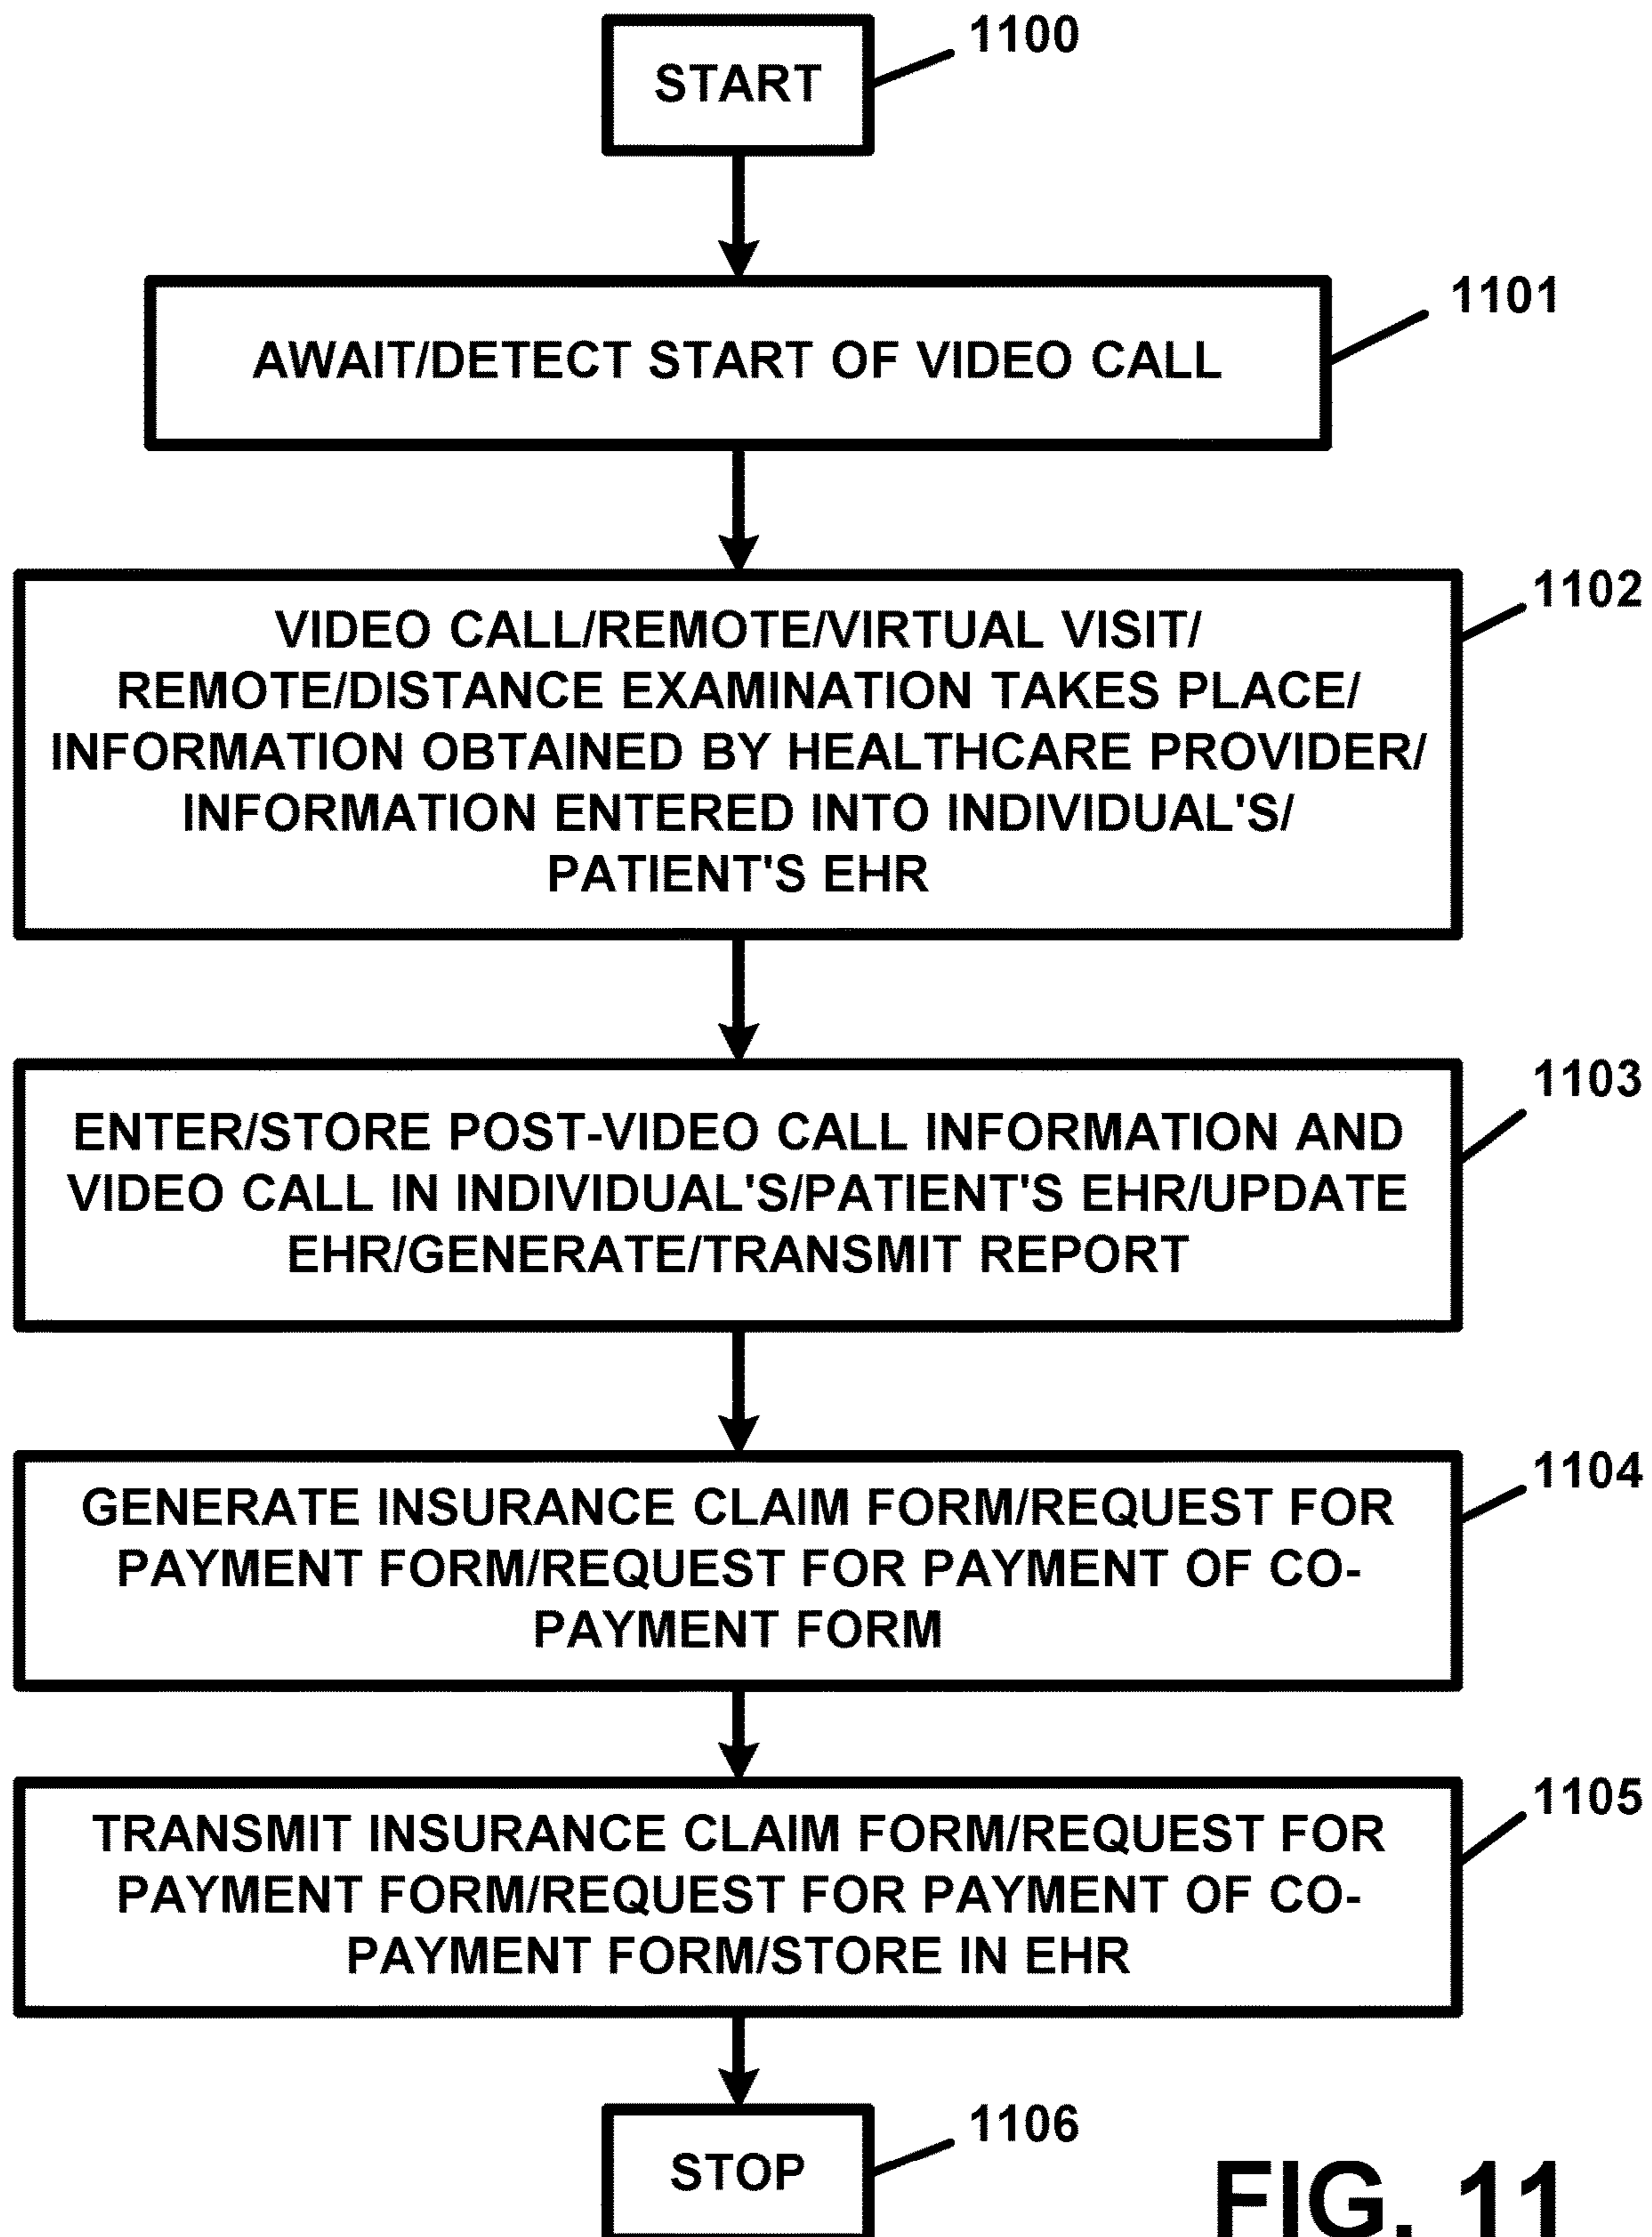 1100
START
1101
AWAIT/DETECT START OF VIDEO CALL
1102
VIDEO CALL/REMOTE/VIRTUAL VISIT/
REMOTE/DISTANCE EXAMINATION TAKES PLACE/
INFORMATION OBTAINED BY HEALTHCARE PROVIDER/
INFORMATION ENTERED INTO INDIVIDUAL'S/
PATIENT'S EHR
1103
ENTER/STORE POST-VIDEO CALL INFORMATION AND
VIDEO CALL IN INDIVIDUAL'S/PATIENT'S EHR/UPDATE
EHR/GENERATE/TRANSMIT REPORT
1104
GENERATE INSURANCE CLAIM FORM/REQUEST FOR
PAYMENT FORM/REQUEST FOR PAYMENT OF CO-
PAYMENT FORM
1105
TRANSMIT INSURANCE CLAIM FORM/REQUEST FOR
PAYMENT FORM/REQUEST FOR PAYMENT OF CO-
PAYMENT FORM/STORE IN EHR
1106
STOP
FIG. 11